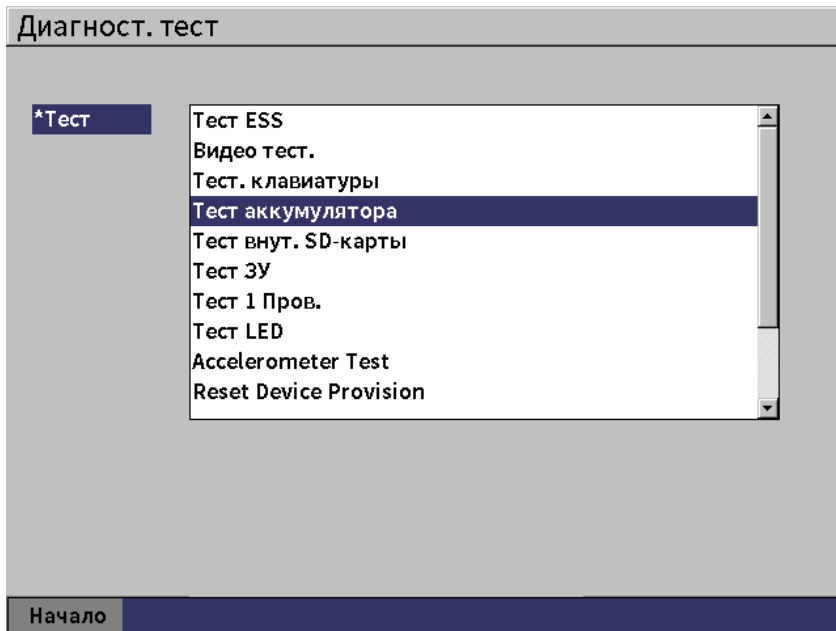 Диагност. тест
*Тест
Тест ESS
Видео тест.
Тест. клавиатуры
Тест аккумулятора
Тест внут. SD-карты
Тест ЗУ
Тест 1 Пров.
Тест LED
Accelerometer Test
Reset Device Provision
Начало